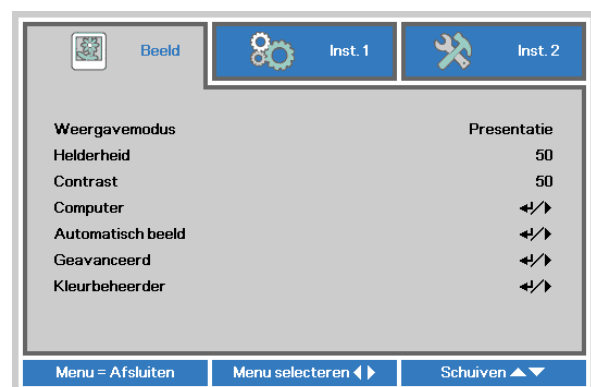 Beeld Inst. 1 Inst. 2
Weergavemodus Presentatie
Helderheid 50
Contrast 50
Computer ↵/▶
Automatisch beeld ↵/▶
Geavanceerd ↵/▶
Kleurbeheerder ↵/▶
Menu = Afsluiten Menu selecteren ◀▶ Schuiven ▲▼